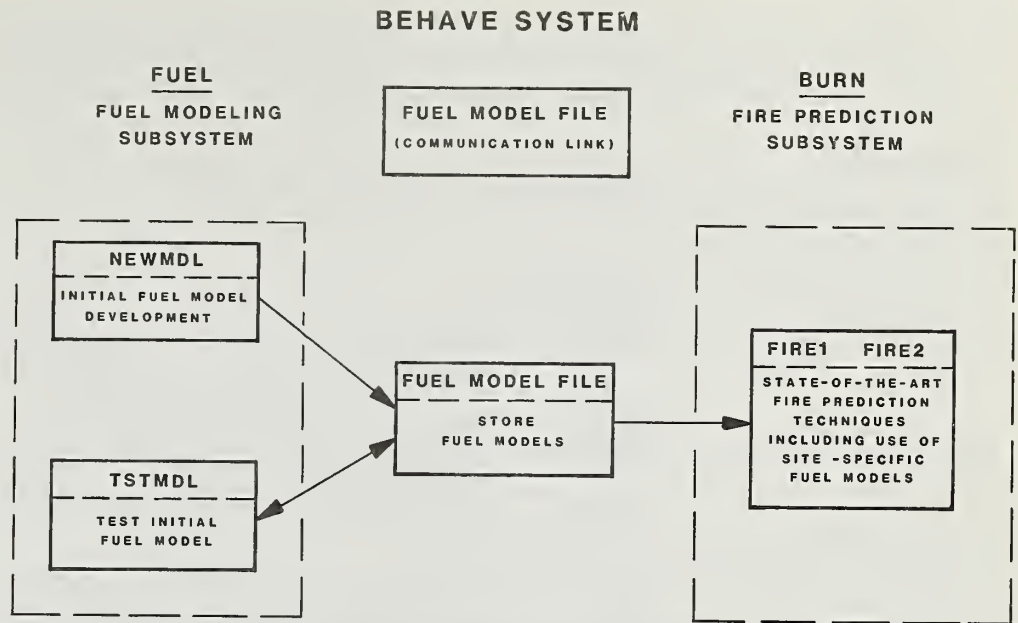 BEHAVE SYSTEM
FUEL
FUEL MODELING
SUBSYSTEM
FUEL MODEL FILE
(COMMUNICATION LINK)
BURN
FIRE PREDICTION
SUBSYSTEM
NEWMDL
INITIAL FUEL MODEL
DEVELOPMENT
TSTMDL
TEST INITIAL
FUEL MODEL
FUEL MODEL FILE
STORE
FUEL MODELS
FIRE1 FIRE2
STATE-OF-THE-ART
FIRE PREDICTION
TECHNIQUES
INCLUDING USE OF
SITE-SPECIFIC
FUEL MODELS